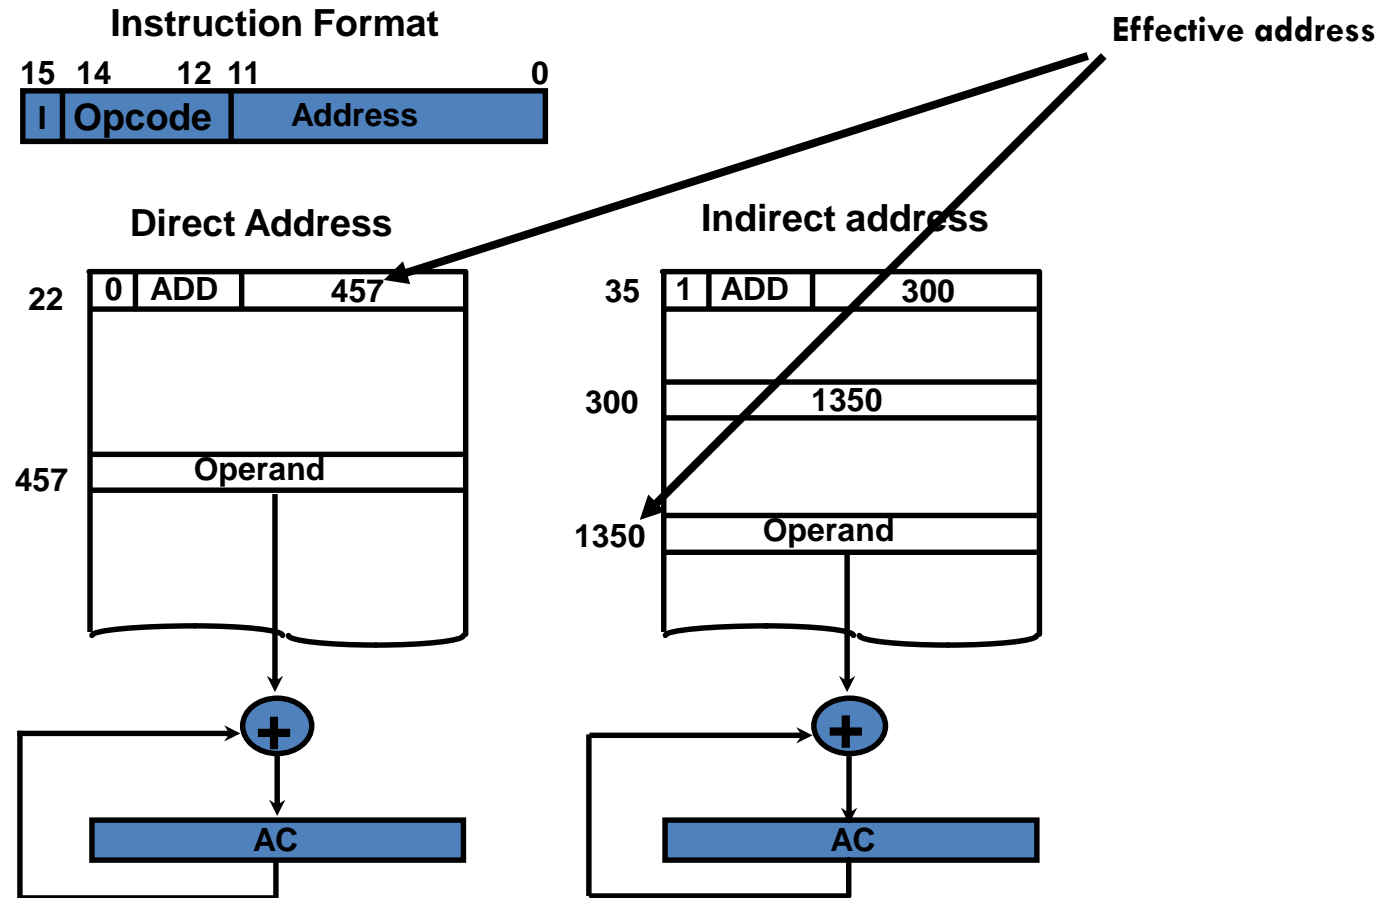 Instruction Format
Effective address
15 14 12 11 0
I Opcode Address
Direct Address
Indirect address
22 0 ADD 457
35 1 ADD 300
300 1350
457 Operand
1350 Operand
+
+
AC
AC